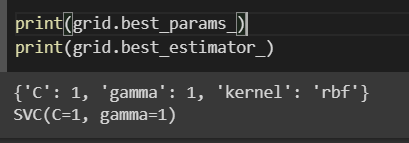 print(grid.best_params_)
print(grid.best_estimator_)
{'C': 1, 'gamma': 1, 'kernel': 'rbf'}
SVC(C=1, gamma=1)